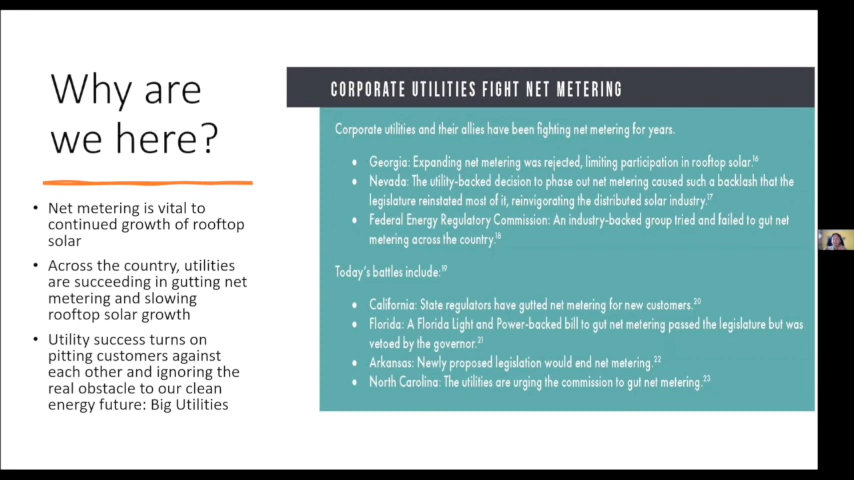 Why are
we here?
• Net metering is vital to
continued growth of rooftop
solar
• Across the country, utilities
are succeeding in gutting net
metering and slowing
rooftop solar growth
• Utility success turns on
pitting customers against
each other and ignoring the
real obstacle to our clean
energy future: Big Utilities
CORPORATE UTILITIES FIGHT NET METERING
Corporate utilities and their allies have been fighting net metering for years.
• Georgia: Expanding net metering was rejected, limiting participation in rooftop solar.16
• Nevada: The utility-backed decision to phase out net metering caused such a backlash that the
legislature reinstated most of it, reinvigorating the distributed solar industry.17
• Federal Energy Regulatory Commission: An industry-backed group tried and failed to gut net
metering across the country.18
Today's battles include:19
• California: State regulators have gutted net metering for new customers.20
• Florida: A Florida Light and Power-backed bill to gut net metering passed the legislature but was
vetoed by the governor.21
• Arkansas: Newly proposed legislation would end net metering.22
• North Carolina: The utilities are urging the commission to gut net metering.23